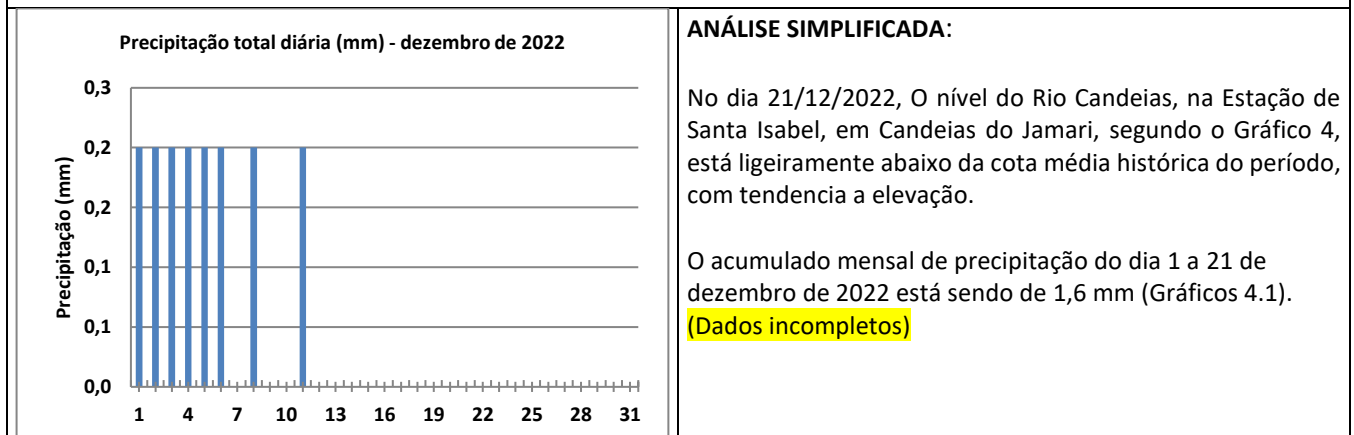 Precipitação total diária (mm) - dezembro de 2022
Precipitação (mm)
0,3
0,2
0,2
0,1
0,1
0,0
1 4 7 10 13 16 19 22 25 28 31
ANÁLISE SIMPLIFICADA:
No dia 21/12/2022, O nível do Rio Candeias, na Estação de
Santa Isabel, em Candeias do Jamari, segundo o Gráfico 4,
está ligeiramente abaixo da cota média histórica do período,
com tendencia a elevação.
O acumulado mensal de precipitação do dia 1 a 21 de
dezembro de 2022 está sendo de 1,6 mm (Gráficos 4.1).
(Dados incompletos)